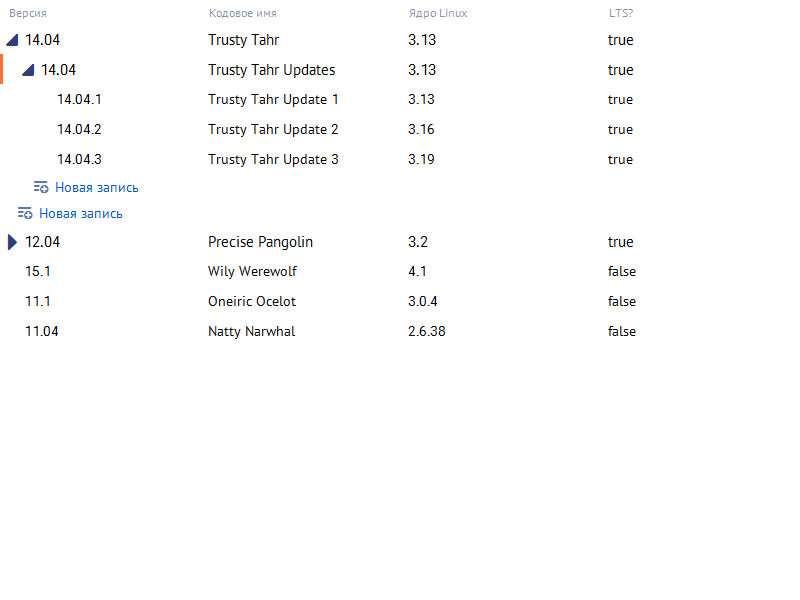 Версия Кодовое имя Ядро Linux LTS?
14.04 Trusty Tahr 3.13 true
14.04 Trusty Tahr Updates 3.13 true
14.04.1 Trusty Tahr Update 1 3.13 true
14.04.2 Trusty Tahr Update 2 3.16 true
14.04.3 Trusty Tahr Update 3 3.19 true
Новая запись
Новая запись
12.04 Precise Pangolin 3.2 true
15.1 Wily Werewolf 4.1 false
11.1 Oneiric Ocelot 3.0.4 false
11.04 Natty Narwhal 2.6.38 false